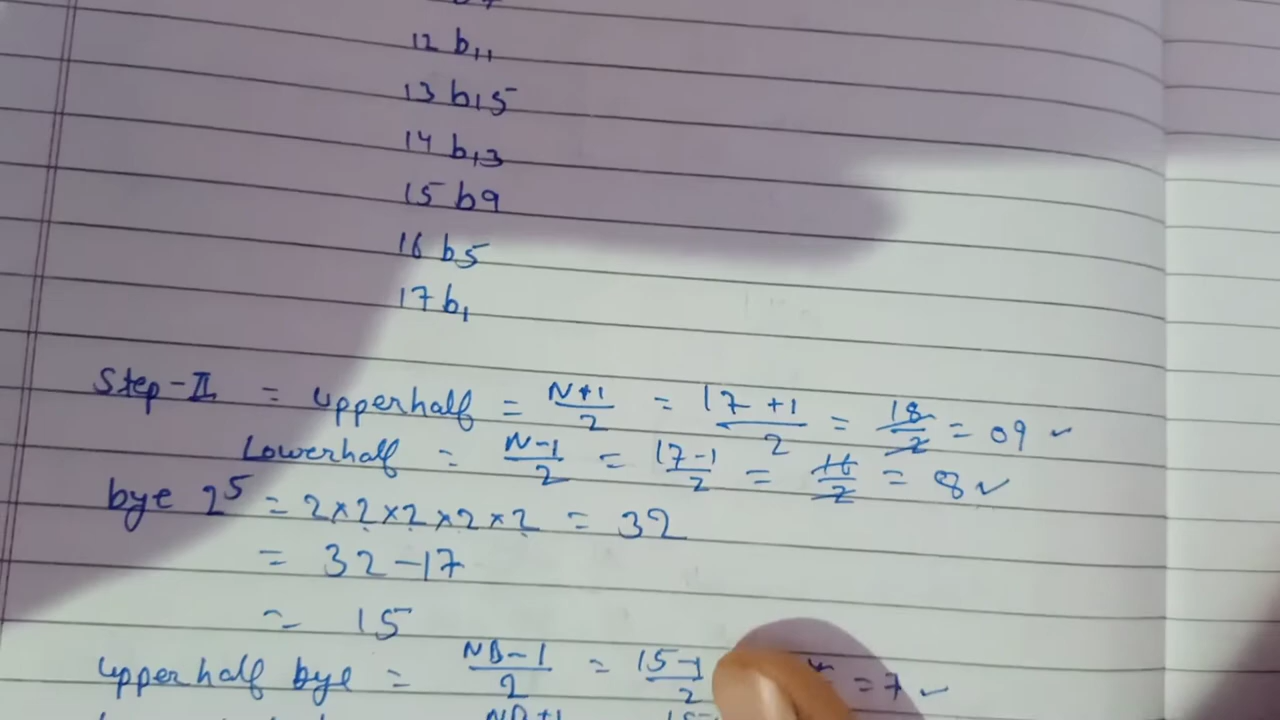 12 b11
13 b15
14 b13
15 b9
16 b5
17 b1
Step-II = upperhalf = N+1/2 = 17+1/2 = 18/2 = 09 ✓
Lowerhalf = N-1/2 = 17-1/2 = 16/2 = 8 ✓
bye 2^5 = 2×2×2×2×2 = 32
= 32-17
= 15
upperhalf bye = NB-1/2 = 15-1/2 = 7 ✓